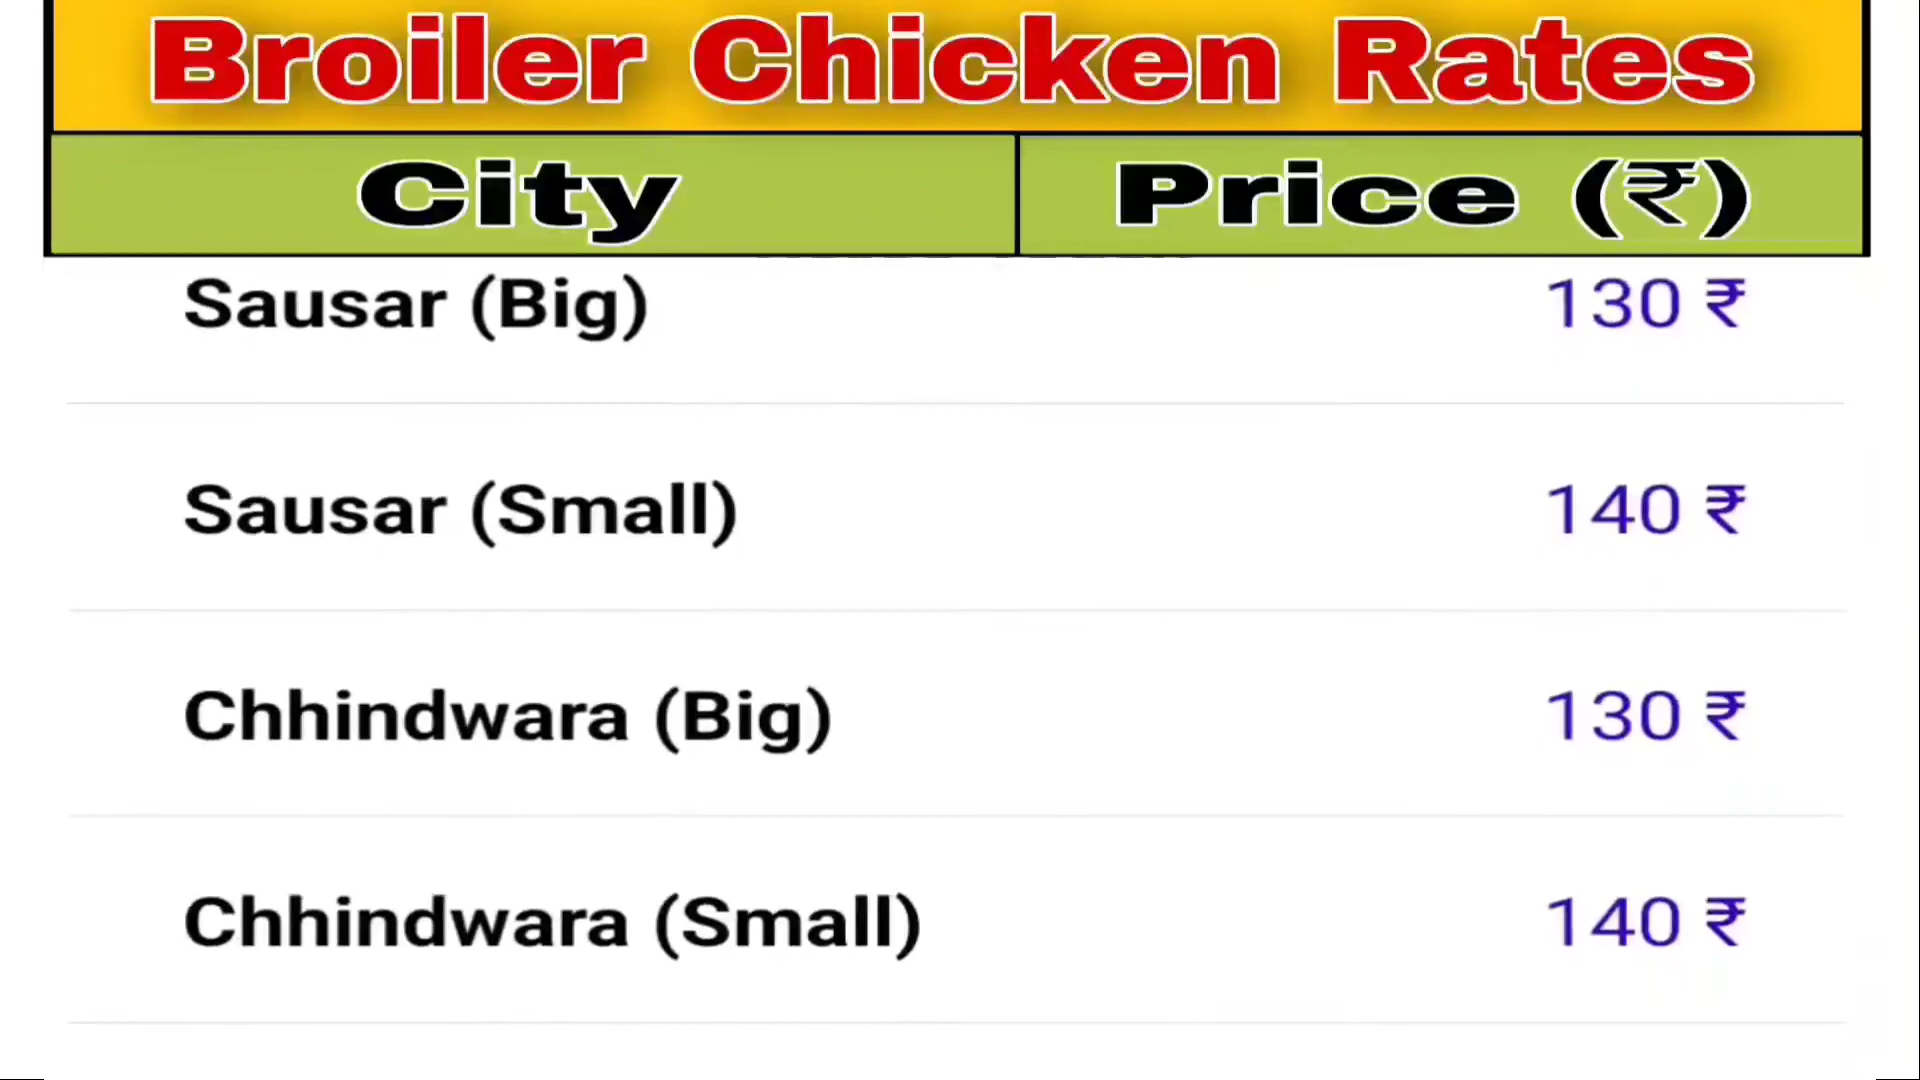 Broiler Chicken Rates
City Price (₹)
Sausar (Big) 130 ₹
Sausar (Small) 140 ₹
Chhindwara (Big) 130 ₹
Chhindwara (Small) 140 ₹